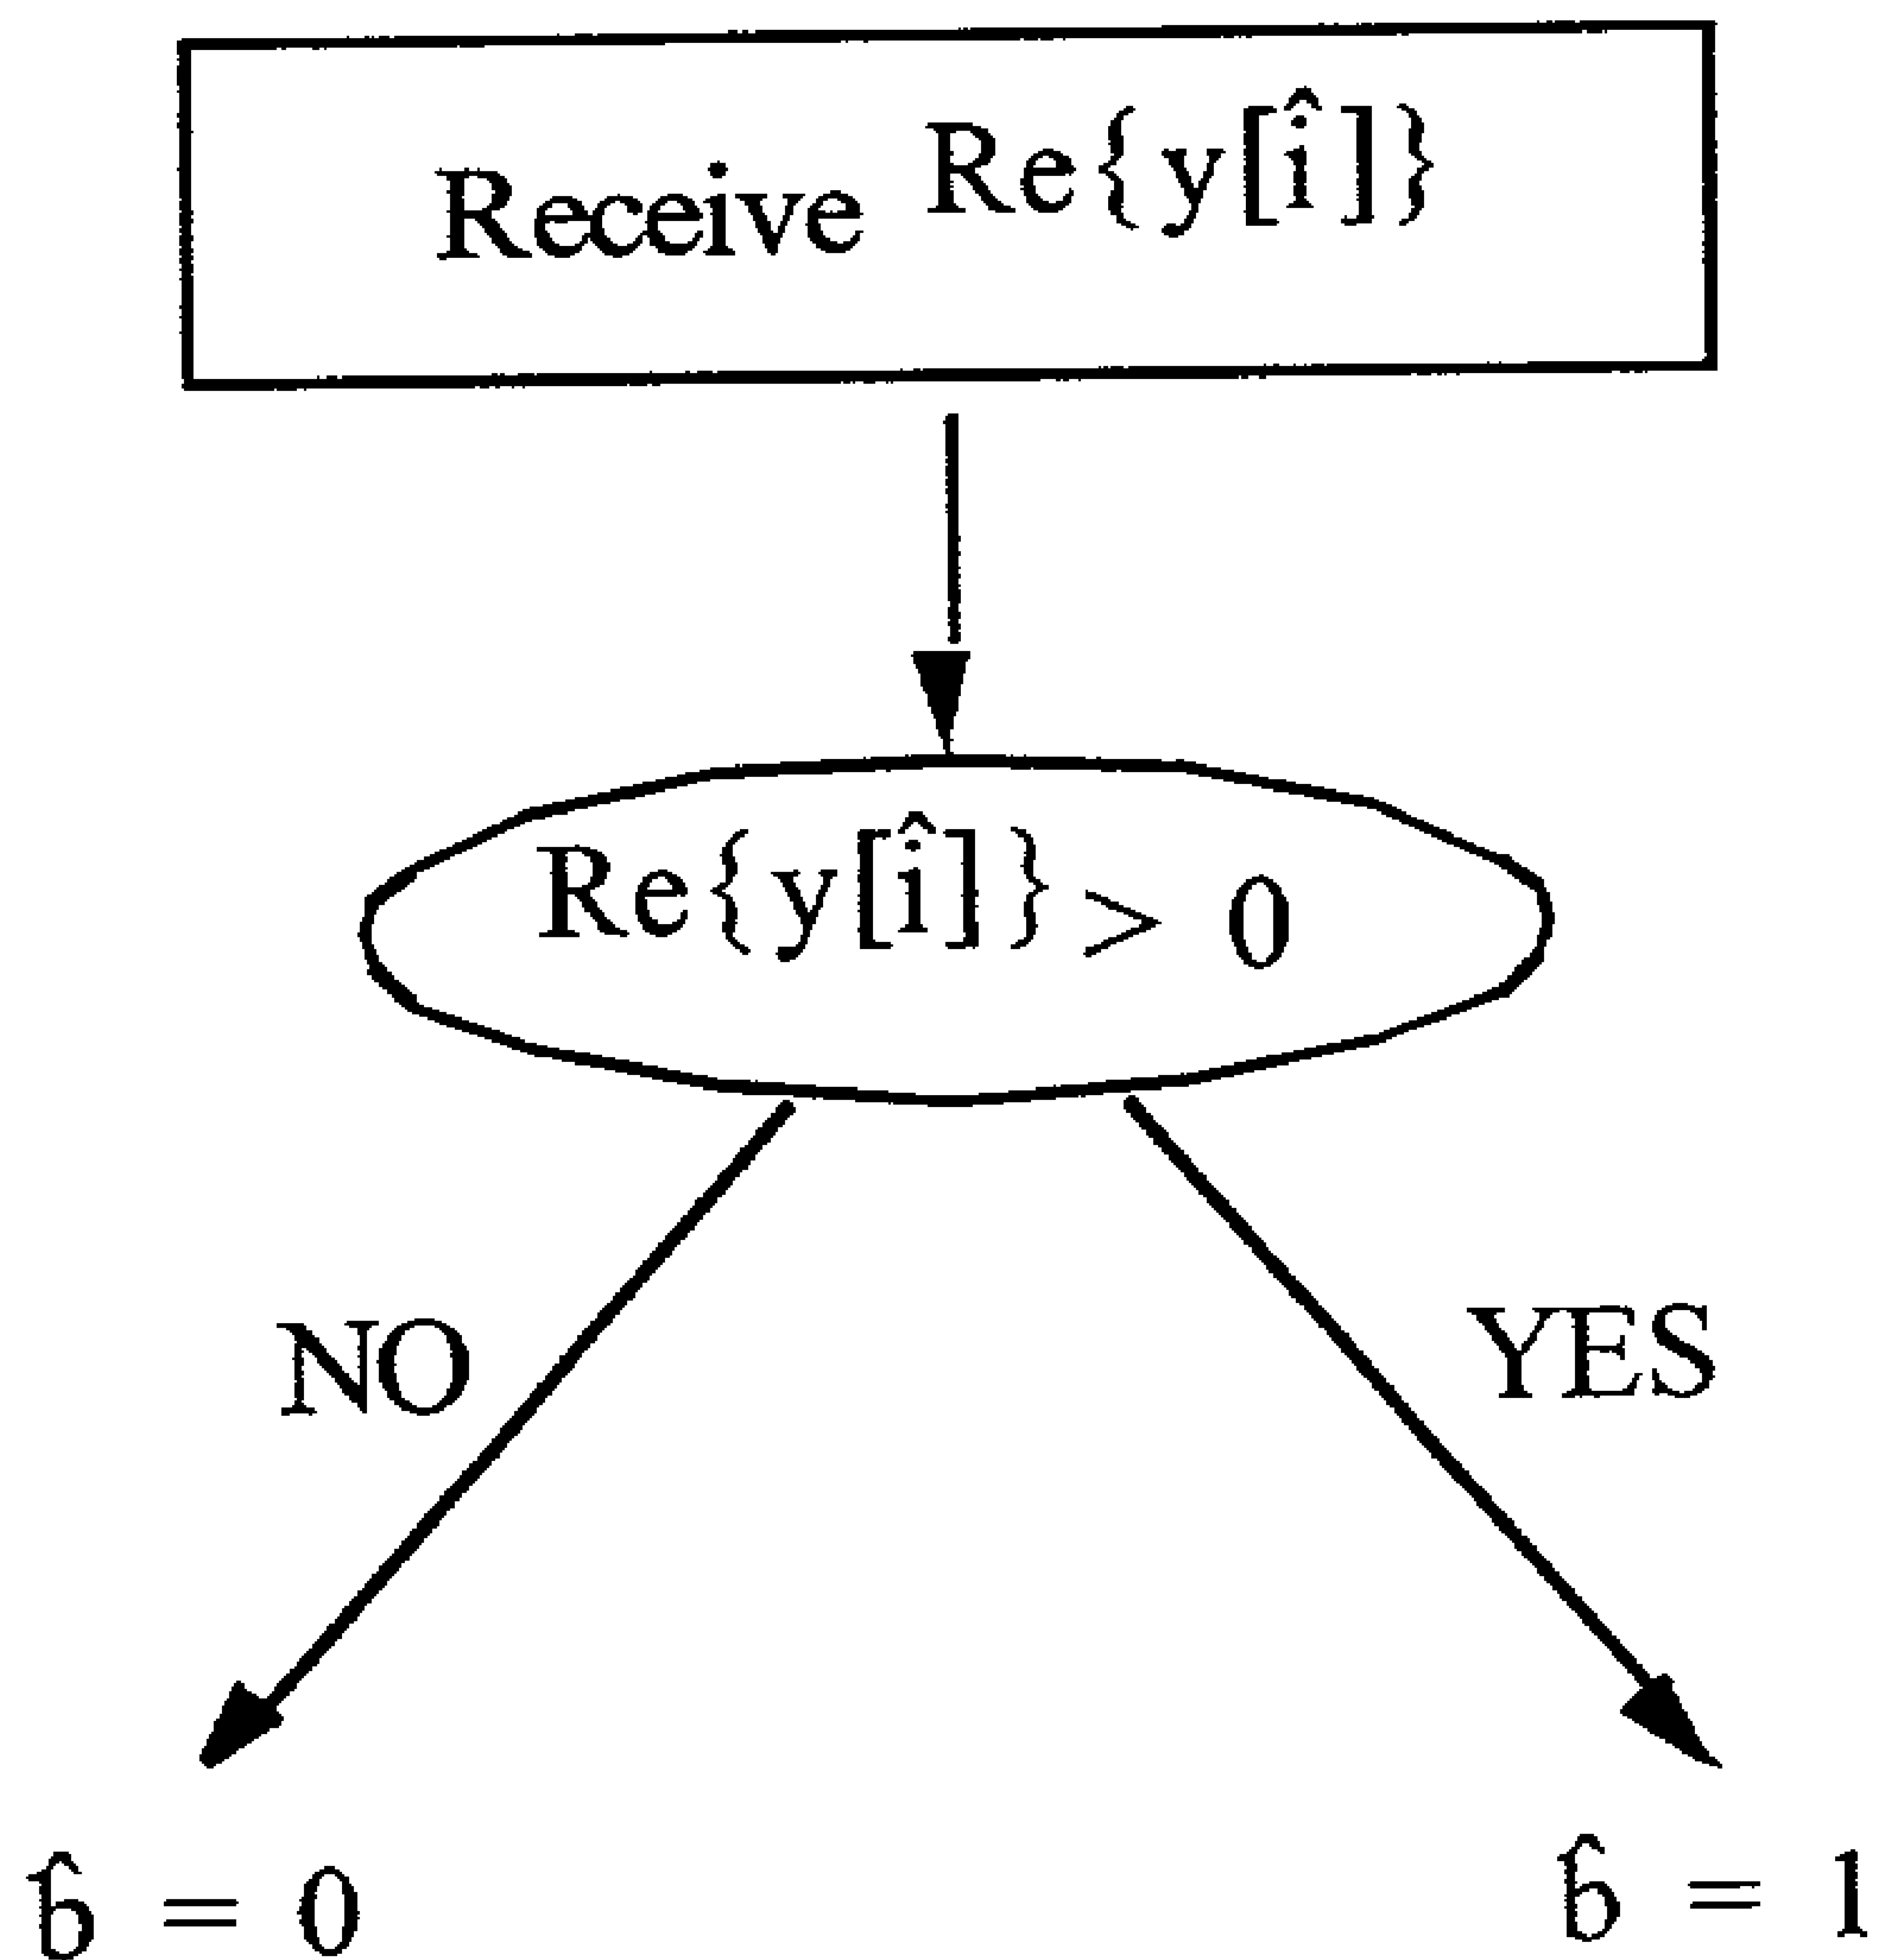 Receive Re{y[î]}
Re{y[î]} > 0
NO
YES
b̂ = 0
b̂ = 1